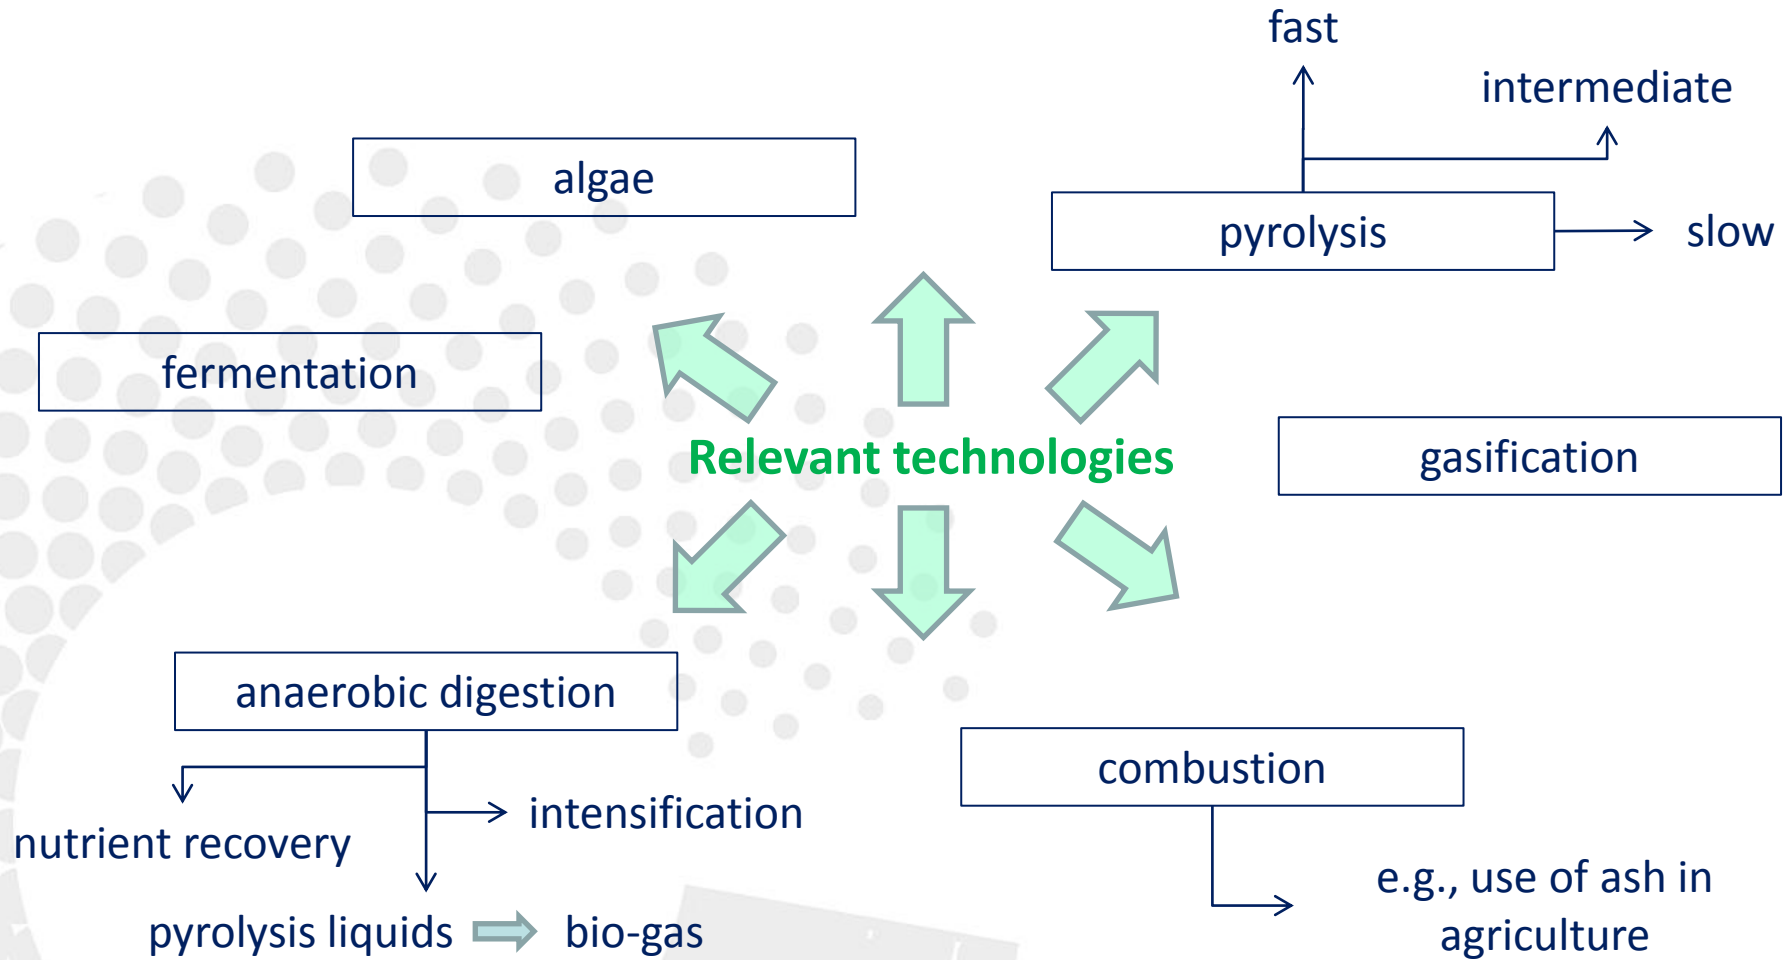 fast
intermediate
algae
pyrolysis
slow
fermentation
Relevant technologies
gasification
anaerobic digestion
combustion
intensification
nutrient recovery
e.g., use of ash in
agriculture
pyrolysis liquids
bio-gas